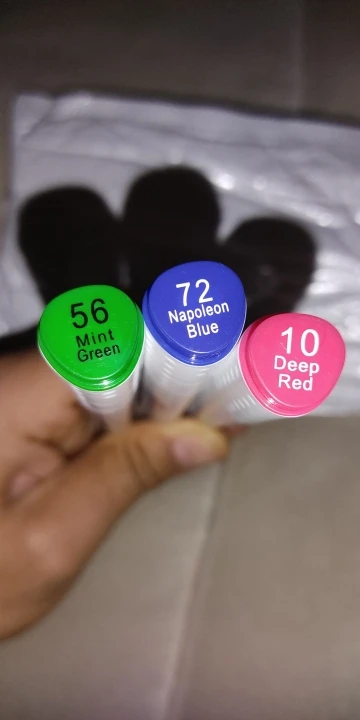 56
Mint
Green
72
Napoleon
Blue
10
Deep
Red